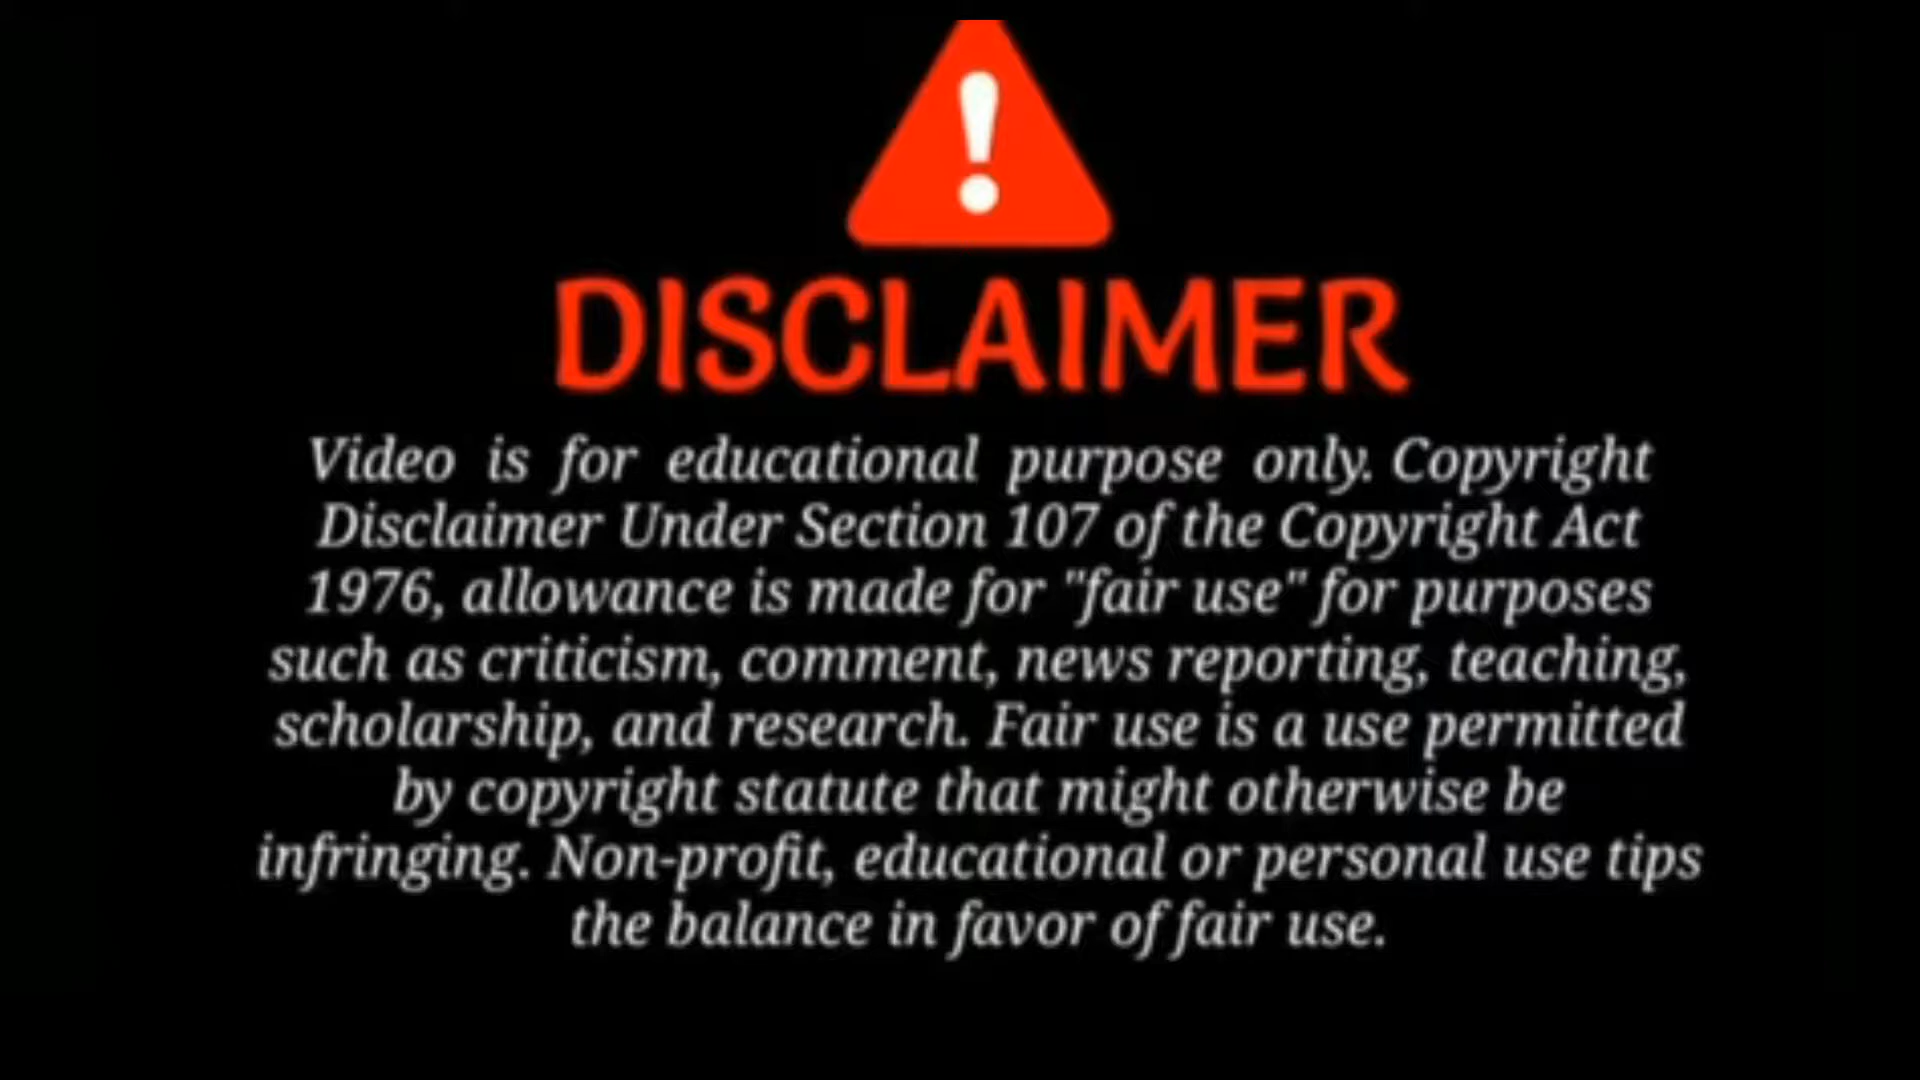 !
DISCLAIMER
Video is for educational purpose only. Copyright
Disclaimer Under Section 107 of the Copyright Act
1976, allowance is made for "fair use" for purposes
such as criticism, comment, news reporting, teaching,
scholarship, and research. Fair use is a use permitted
by copyright statute that might otherwise be
infringing. Non-profit, educational or personal use tips
the balance in favor of fair use.